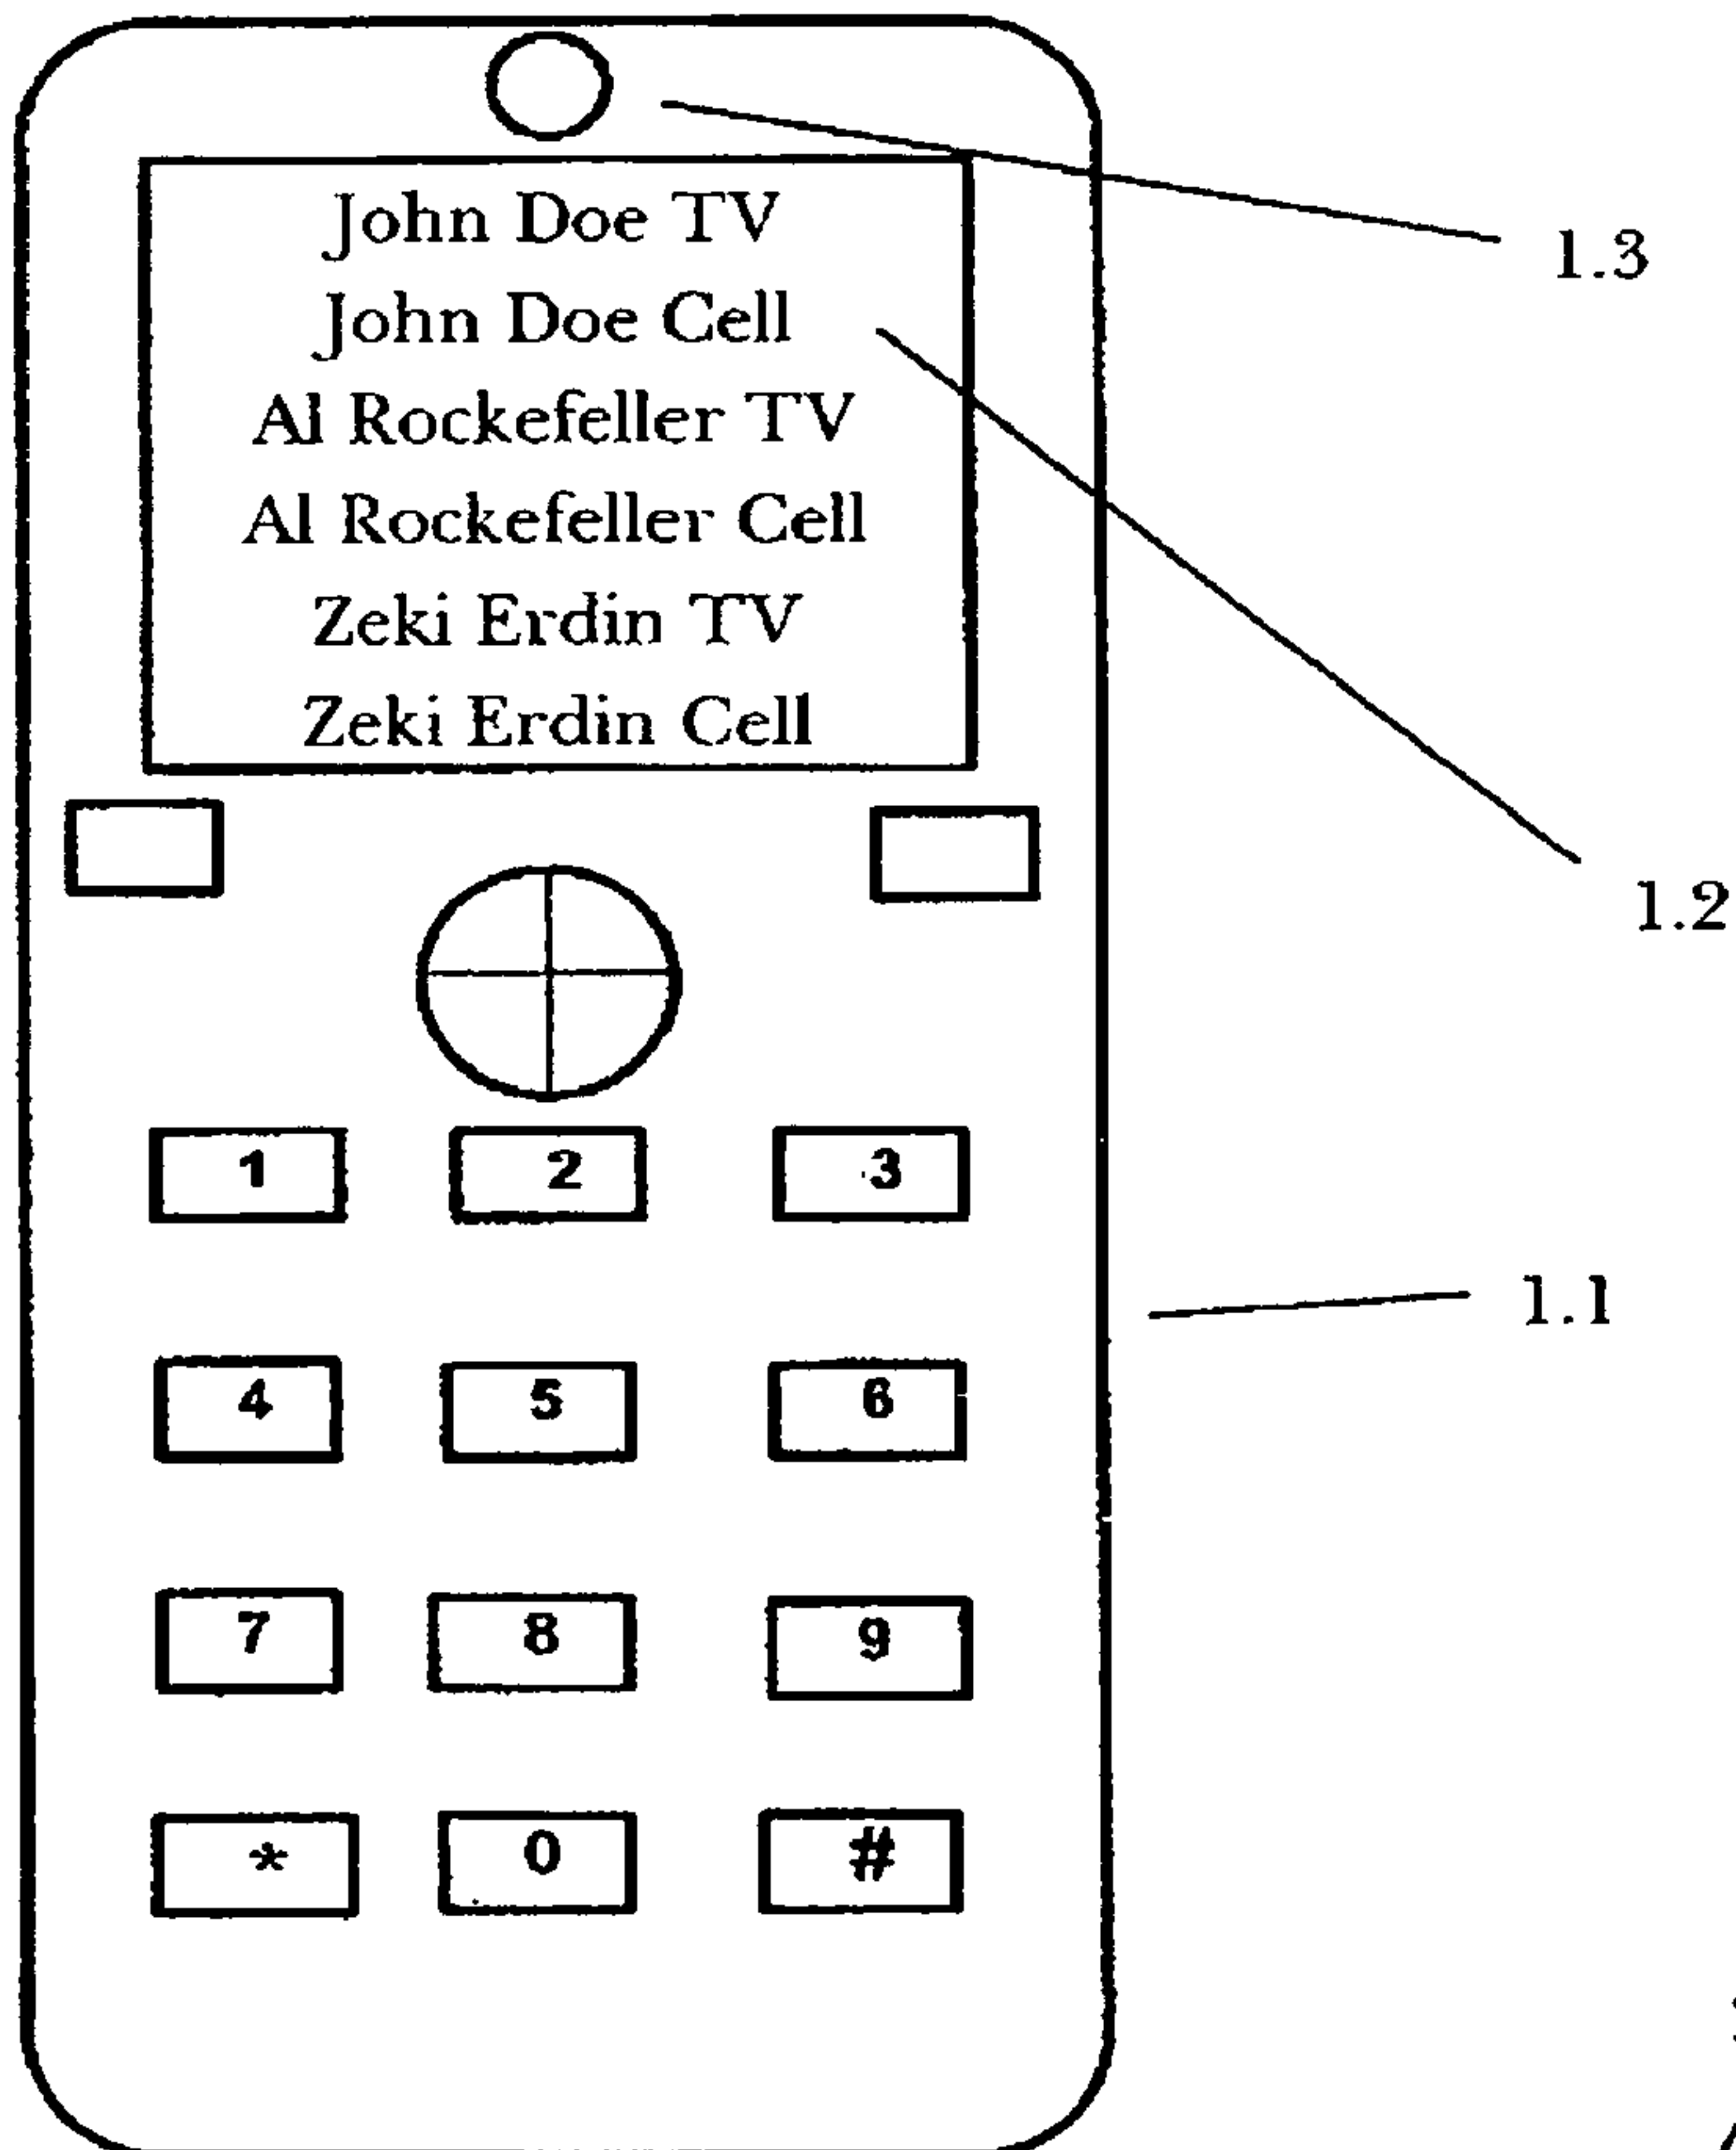 John Doe TV
1.3
John Doe Cell
Al Rockefeller TV
Al Rockefeller Cell
Zeki Erdin TV
Zeki Erdin Cell
1.2
1 2 3
1.1
4 5 6
7 8 9
* 0 #